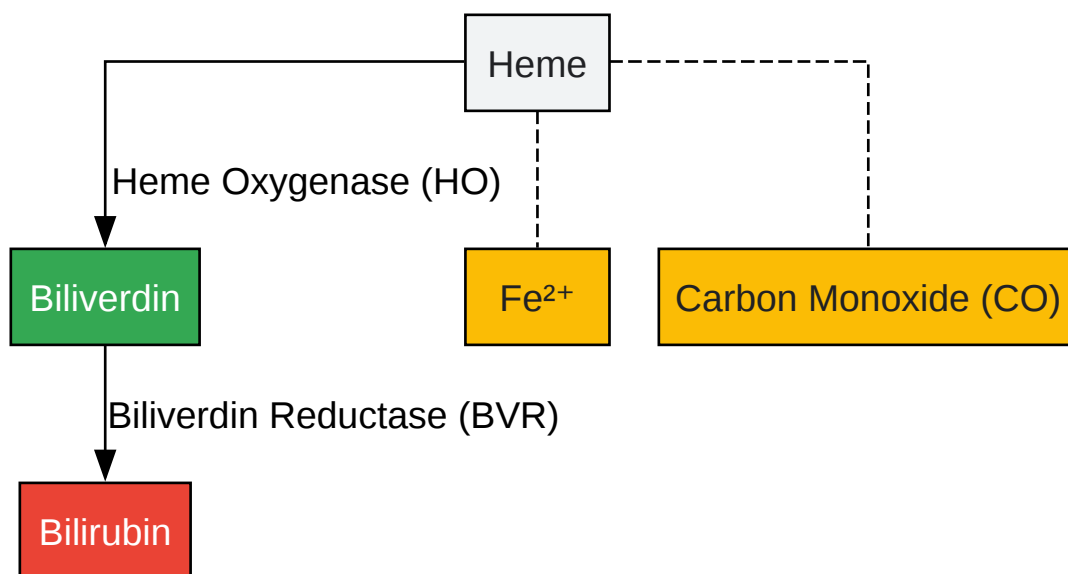 Heme
Heme Oxygenase (HO)
Biliverdin
Fe²⁺
Carbon Monoxide (CO)
Biliverdin Reductase (BVR)
Bilirubin